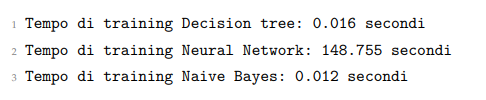 1 Tempo di training Decision tree: 0.016 secondi
2 Tempo di training Neural Network: 148.755 secondi
3 Tempo di training Naive Bayes: 0.012 secondi